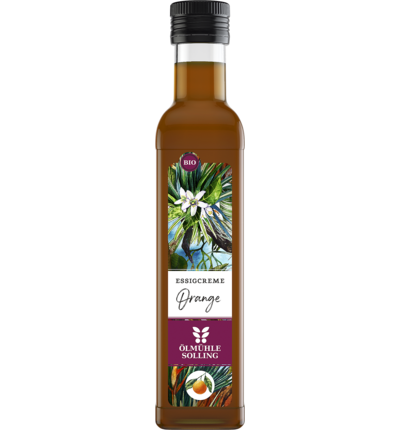 BIO
ESSIGCREME
Orange
ÖLMÜHLE
SOLLING